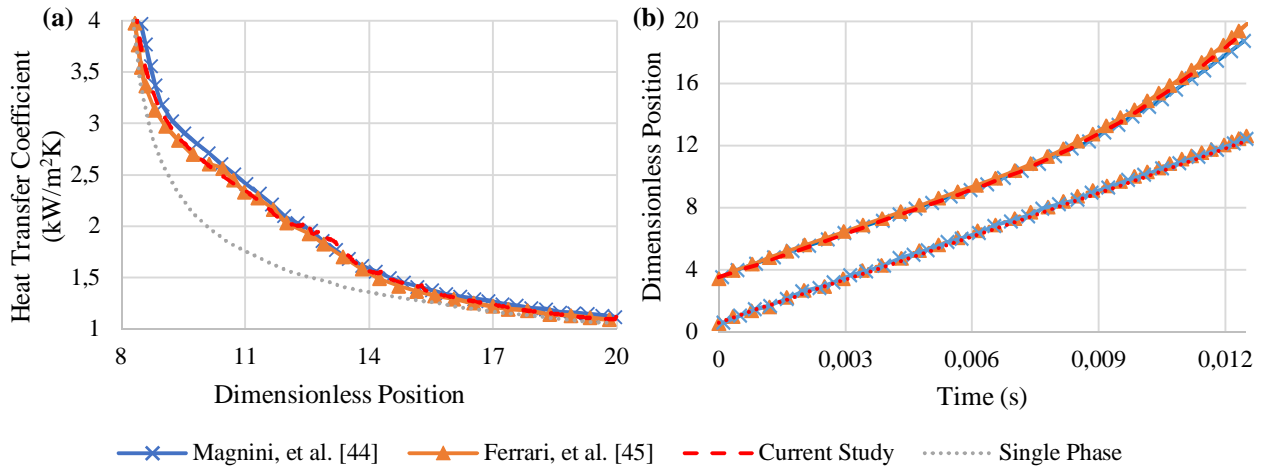 (a)
Heat Transfer Coefficient
(kW/m²K)
4
3,5
3
2,5
2
1,5
1
8 11 14 17 20
Dimensionless Position
(b)
Dimensionless Position
20
16
12
8
4
0
0 0,003 0,006 0,009 0,012
Time (s)
Magnini, et al. [44] Ferrari, et al. [45] Current Study Single Phase